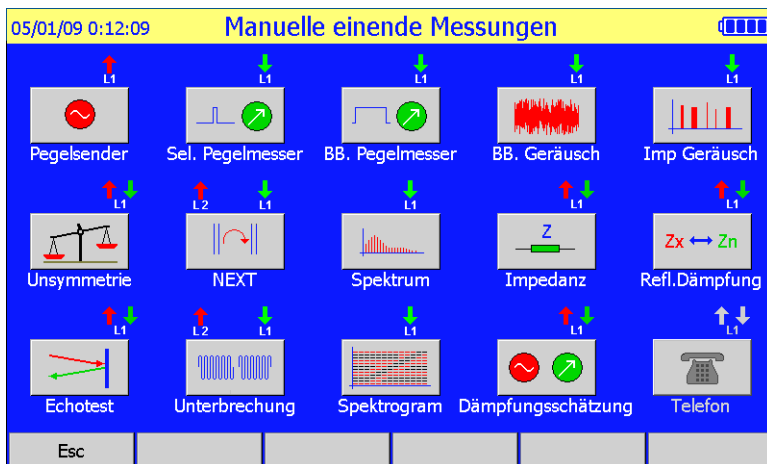 05/01/09 0:12:09 Manuelle einende Messungen
L1 L1 L1 L1 L1
Pegelsender Sel. Pegelmesser BB. Pegelmesser BB. Geräusch Imp Geräusch
L1 L2 L1 L1 L1 L1
Z
Zx Zn
Unsymmetrie NEXT Spektrum Impedanz Refl.Dämpfung
L1 L2 L1 L1 L1 L1
Echotest Unterbrechung Spektrogram Dämpfungsschätzung Telefon
Esc